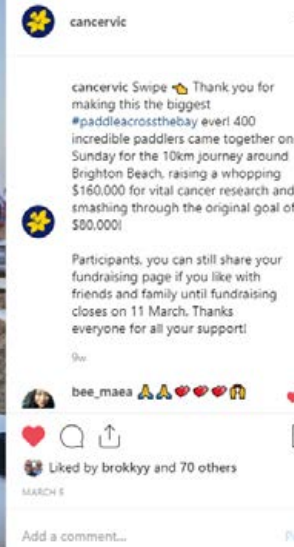 cancervic
cancervic Swipe 👈 Thank you for
making this the biggest
#paddleacrossthebay ever! 400
incredible paddlers came together on
Sunday for the 10km journey around
Brighton Beach, raising a whopping
$160,000 for vital cancer research and
smashing through the original goal of
$80,000!
Participants, you can still share your
fundraising page if you like with
friends and family until fundraising
closes on 11 March. Thanks
everyone for all your support!
9w
bee_maea 🙏🙏❤️❤️❤️🙌
Liked by brokkyy and 70 others
MARCH
Add a comment...